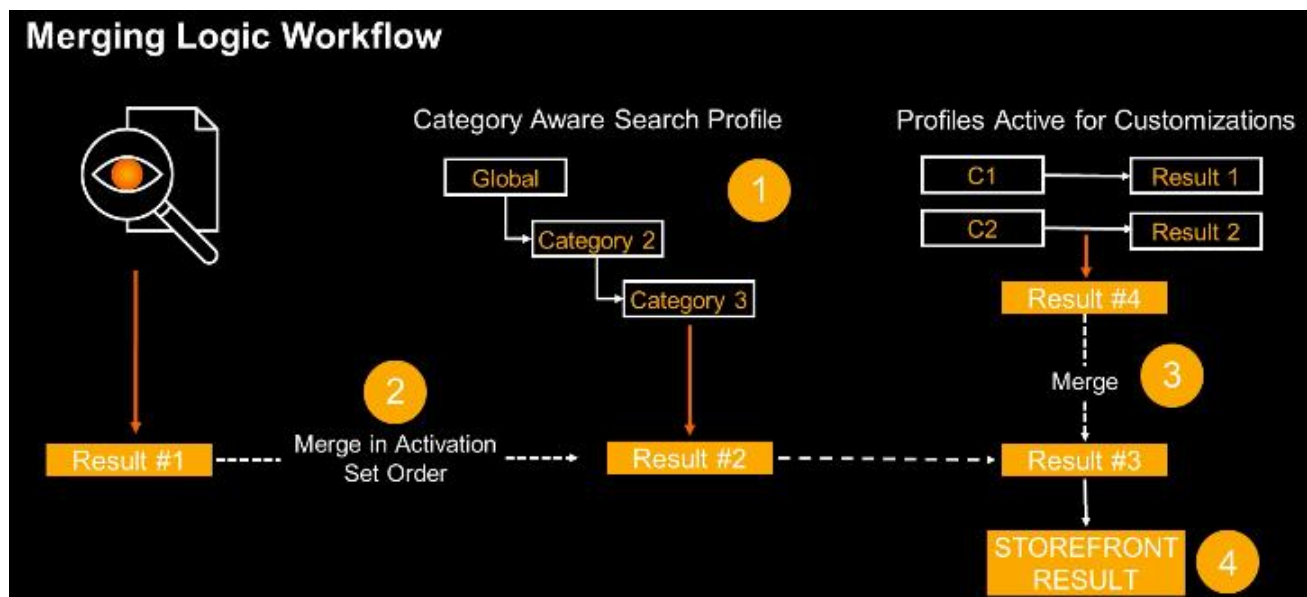 Merging Logic Workflow
Category Aware Search Profile
Profiles Active for Customizations
Global
1
C1
Result 1
Category 2
C2
Result 2
Category 3
Result #4
2
Merge
3
Merge in Activation
Set Order
Result #1
Result #2
Result #3
STOREFRONT
RESULT
4